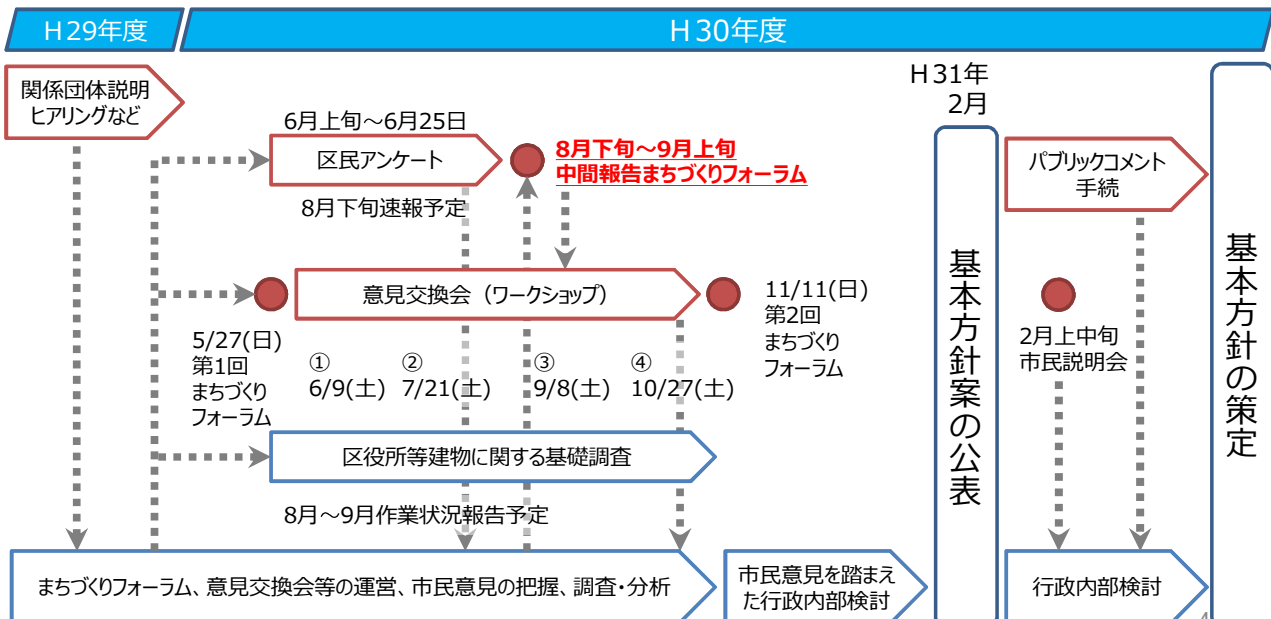 H29年度
H30年度
関係団体説明
ヒアリングなど
H31年
2月
6月上旬～6月25日
区民アンケート
8月下旬速報予定
8月下旬～9月上旬
中間報告まちづくりフォーラム
パブリックコメント
手続
意見交換会（ワークショップ）
5/27(日)
第1回
まちづくり
フォーラム
①
6/9(土)
②
7/21(土)
③
9/8(土)
④
10/27(土)
11/11(日)
第2回
まちづくり
フォーラム
基本方針案の公表
2月上中旬
市民説明会
基本方針の策定
区役所等建物に関する基礎調査
8月～9月作業状況報告予定
まちづくりフォーラム、意見交換会等の運営、市民意見の把握、調査・分析
市民意見を踏まえ
た行政内部検討
行政内部検討
4